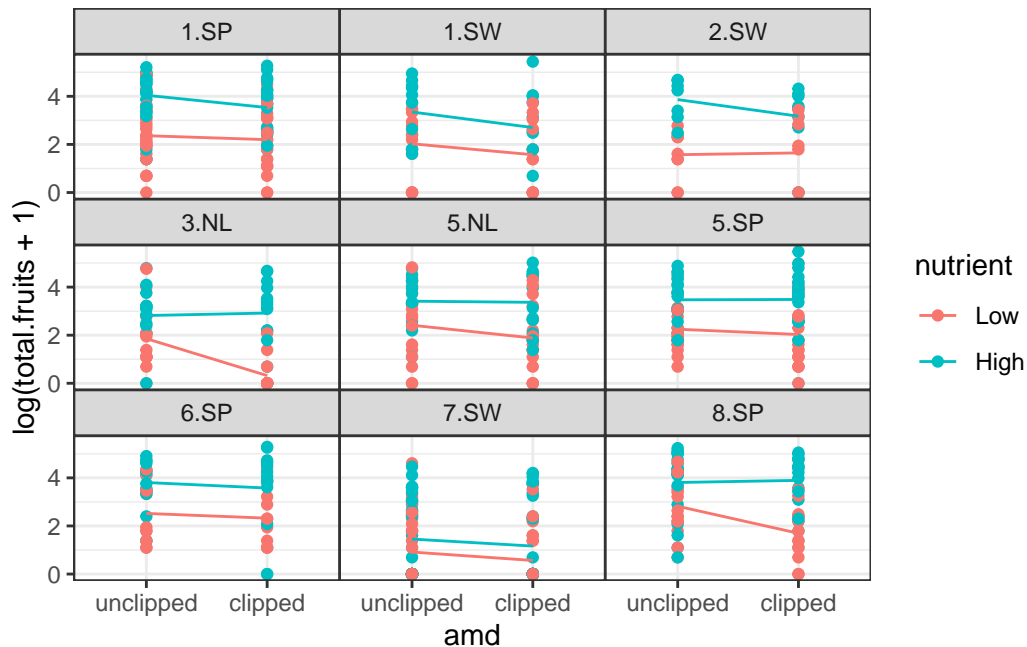 1.SP 1.SW 2.SW
4
2
0
3.NL 5.NL 5.SP
4
2
0
6.SP 7.SW 8.SP
4
2
0
unclipped clipped unclipped clipped unclipped clipped
amd
log(total.fruits + 1)
nutrient
Low
High